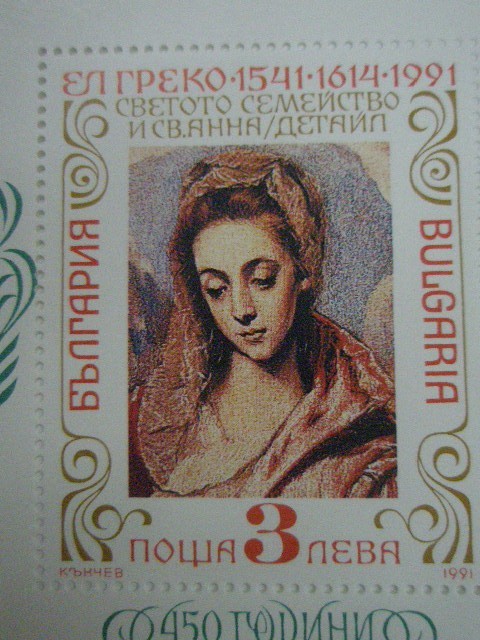 ЕЛ ГРЕКО·1541·1614·1991
СВЕТОТО СЕМЕЙСТВО
И СВ.АННА/ДЕТАЙЛ
БЪЛГАРИЯ
BULGARIA
ПОЩА 3 ЛЕВА
КЪНЧЕВ
1991
450 ГОДИНИ